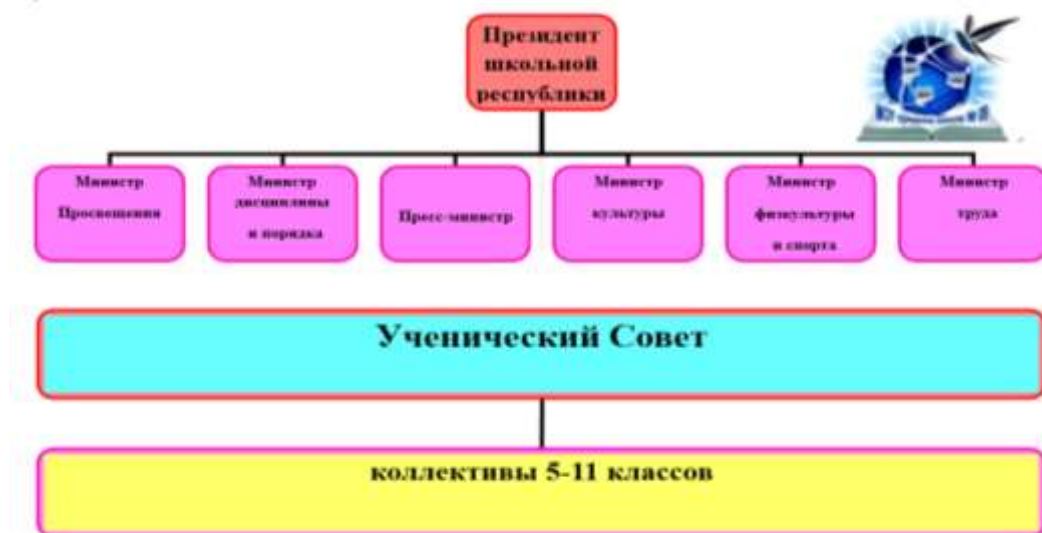 Президент
школьной
республики
Министр
Просвещения
Министр
дисциплины
и порядка
Пресс-министр
Министр
культуры
Министр
физкультуры
и спорта
Министр
труда
Ученический Совет
коллективы 5-11 классов